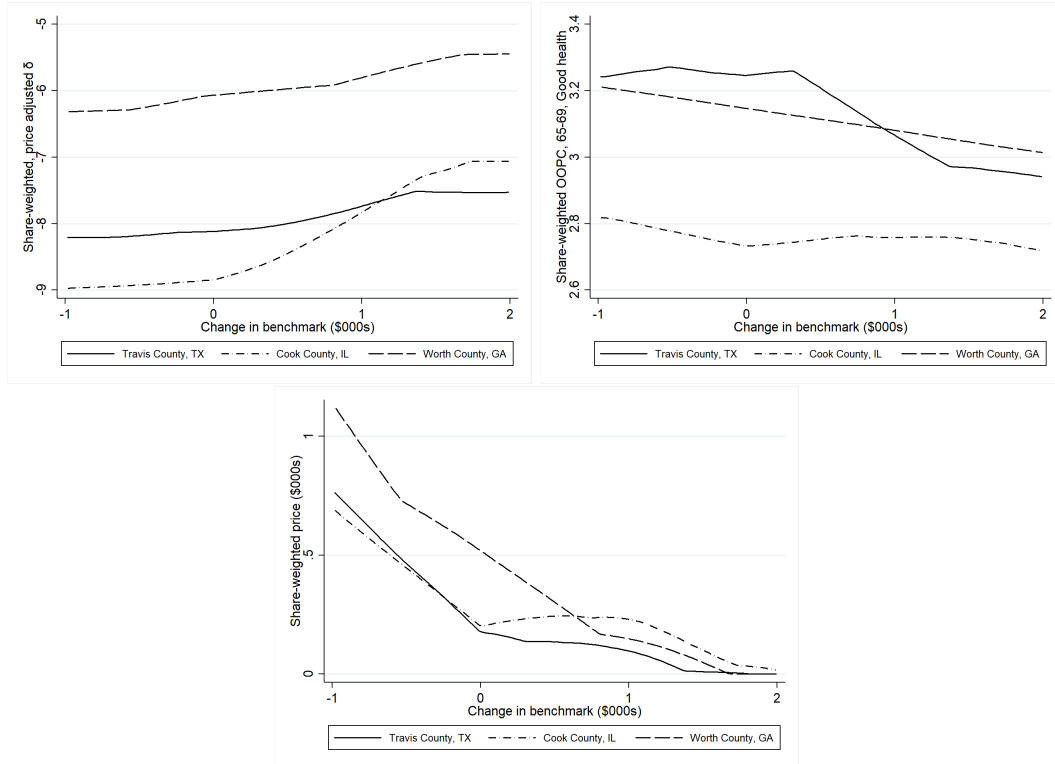 Share-weighted, price adjusted δ
-5
-6
-7
-8
-9
-1 0 1 2
Change in benchmark ($000s)
Travis County, TX Cook County, IL Worth County, GA
Share-weighted OOPC, 65-69, Good health
3.4
3.2
3
2.8
2.6
-1 0 1 2
Change in benchmark ($000s)
Travis County, TX Cook County, IL Worth County, GA
Share-weighted price ($000s)
1
.5
0
-1 0 1 2
Change in benchmark ($000s)
Travis County, TX Cook County, IL Worth County, GA